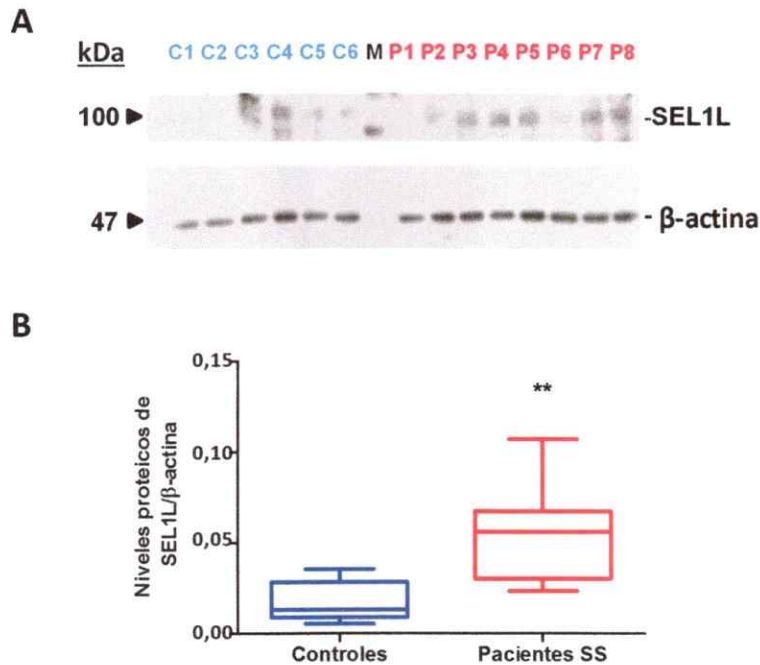 A
kDa C1 C2 C3 C4 C5 C6 M P1 P2 P3 P4 P5 P6 P7 P8
100 -SEL1L
47 - β-actina
B
Niveles proteicos de
SEL1L/β-actina
0,15
0,10
0,05
0,00
**
Controles Pacientes SS